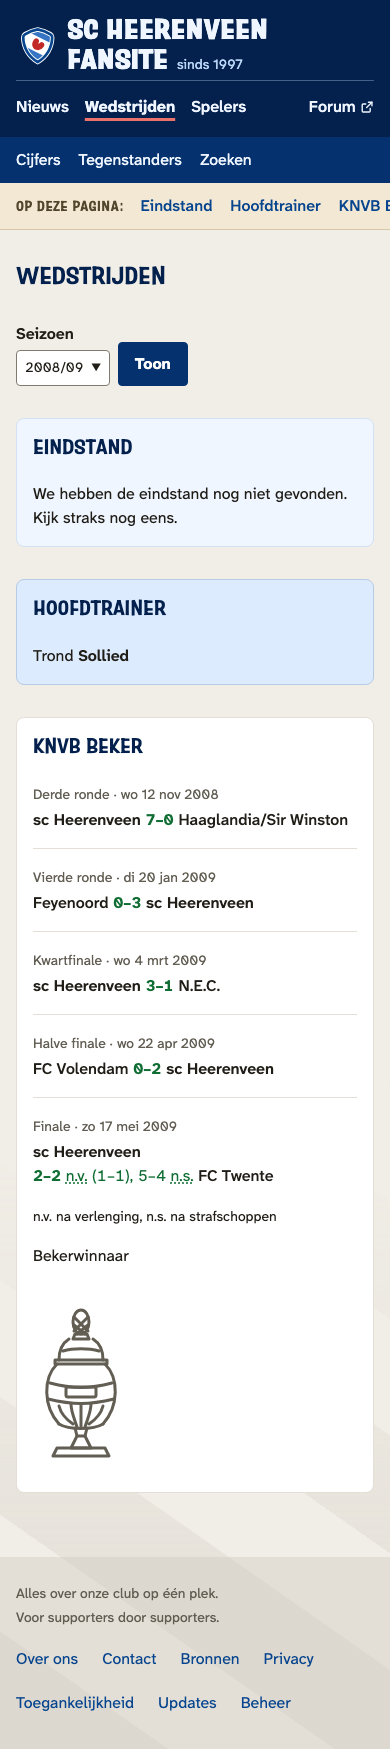 SC HEERENVEEN
FANSITE sinds 1997
Nieuws Wedstrijden Spelers Forum
Cijfers Tegenstanders Zoeken
OP DEZE PAGINA: Eindstand Hoofdtrainer KNVB
WEDSTRIJDEN
Seizoen
2008/09 ▼ Toon
EINDSTAND
We hebben de eindstand nog niet gevonden.
Kijk straks nog eens.
HOOFDTRAINER
Trond Sollied
KNVB BEKER
Derde ronde · wo 12 nov 2008
sc Heerenveen 7–0 Haaglandia/Sir Winston
Vierde ronde · di 20 jan 2009
Feyenoord 0–3 sc Heerenveen
Kwartfinale · wo 4 mrt 2009
sc Heerenveen 3–1 N.E.C.
Halve finale · wo 22 apr 2009
FC Volendam 0–2 sc Heerenveen
Finale · zo 17 mei 2009
sc Heerenveen
2–2 n.v. (1–1), 5–4 n.s. FC Twente
n.v. na verlenging, n.s. na strafschoppen
Bekerwinnaar
Alles over onze club op één plek.
Voor supporters door supporters.
Over ons Contact Bronnen Privacy
Toegankelijkheid Updates Beheer